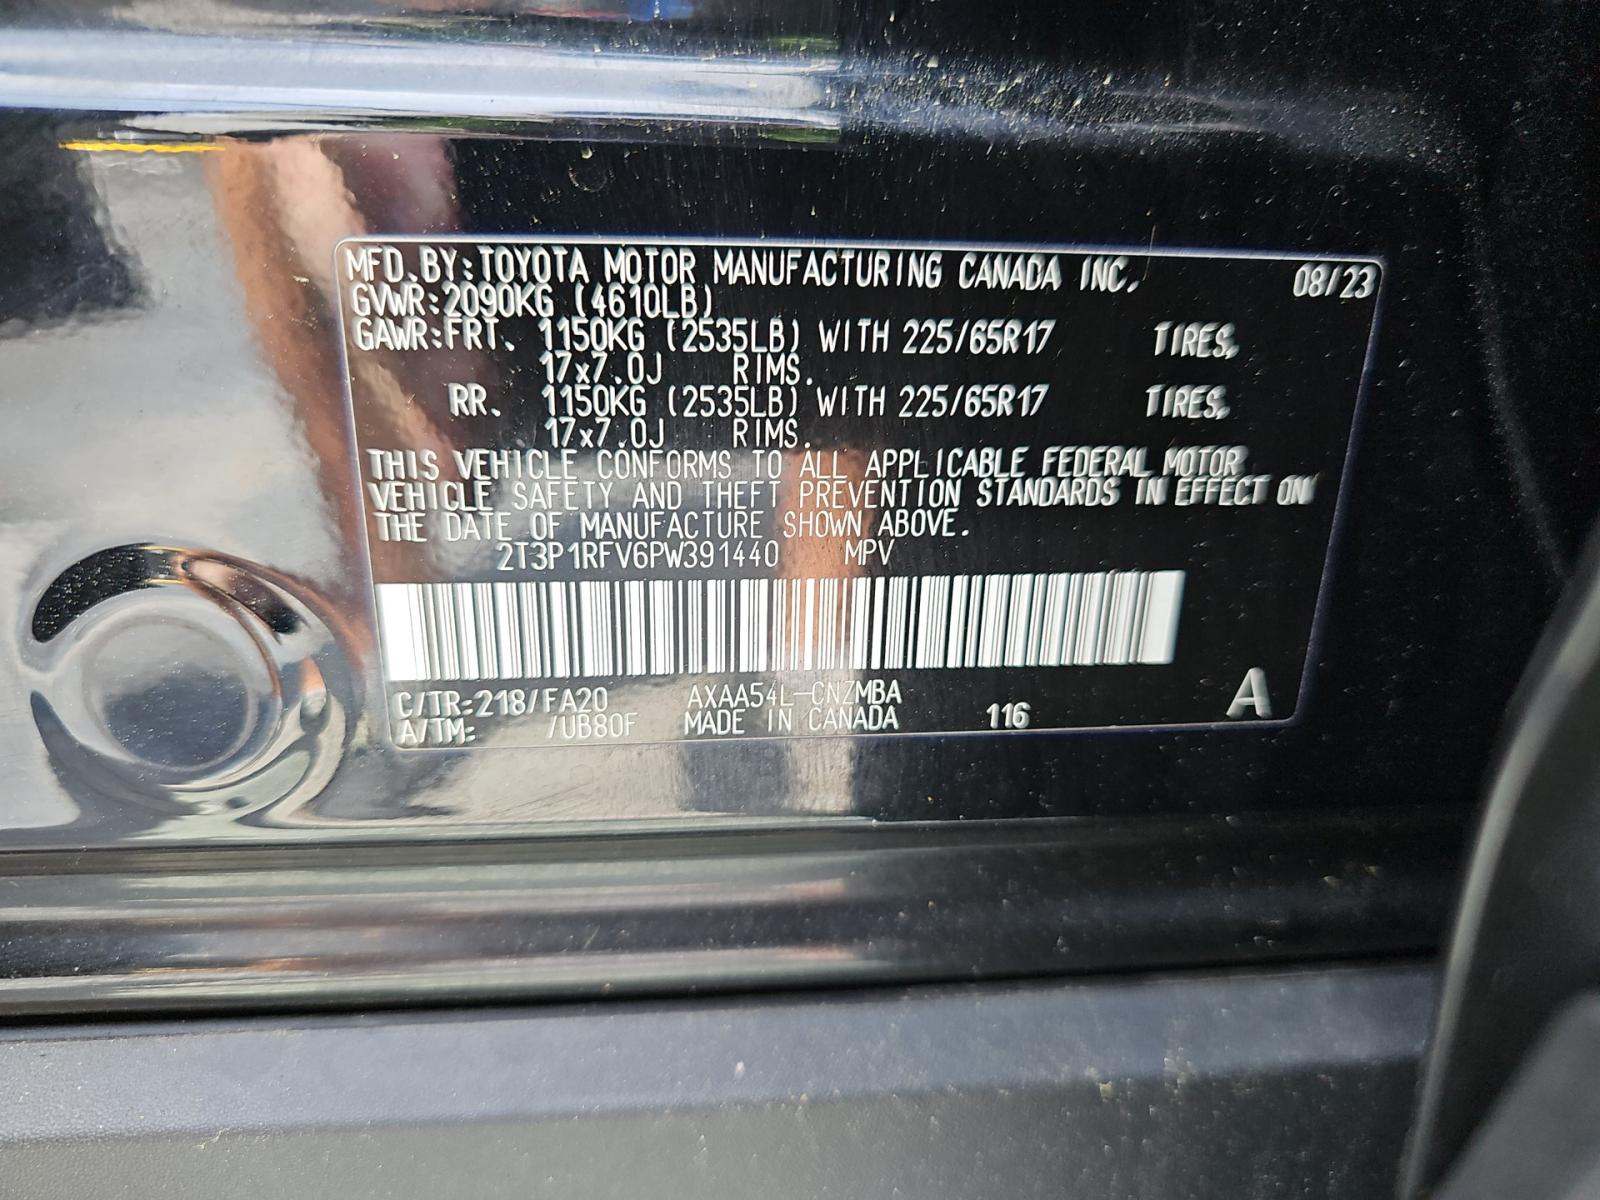 MFD.BY:TOYOTA MOTOR MANUFACTURING CANADA INC. 08/23
GVWR:2090KG (4610LB)
GAWR:FRT. 1150KG (2535LB) WITH 225/65R17 TIRES,
17x7.0J RIMS.
RR. 1150KG (2535LB) WITH 225/65R17 TIRES,
17x7.0J RIMS.
THIS VEHICLE CONFORMS TO ALL APPLICABLE FEDERAL MOTOR
VEHICLE SAFETY AND THEFT PREVENTION STANDARDS IN EFFECT ON
THE DATE OF MANUFACTURE SHOWN ABOVE.
2T3P1RFV6PW391440 MPV
C/TR:218/FA20 AXAA54L-CNZMBA
A/TM: /UB80F MADE IN CANADA 116 A